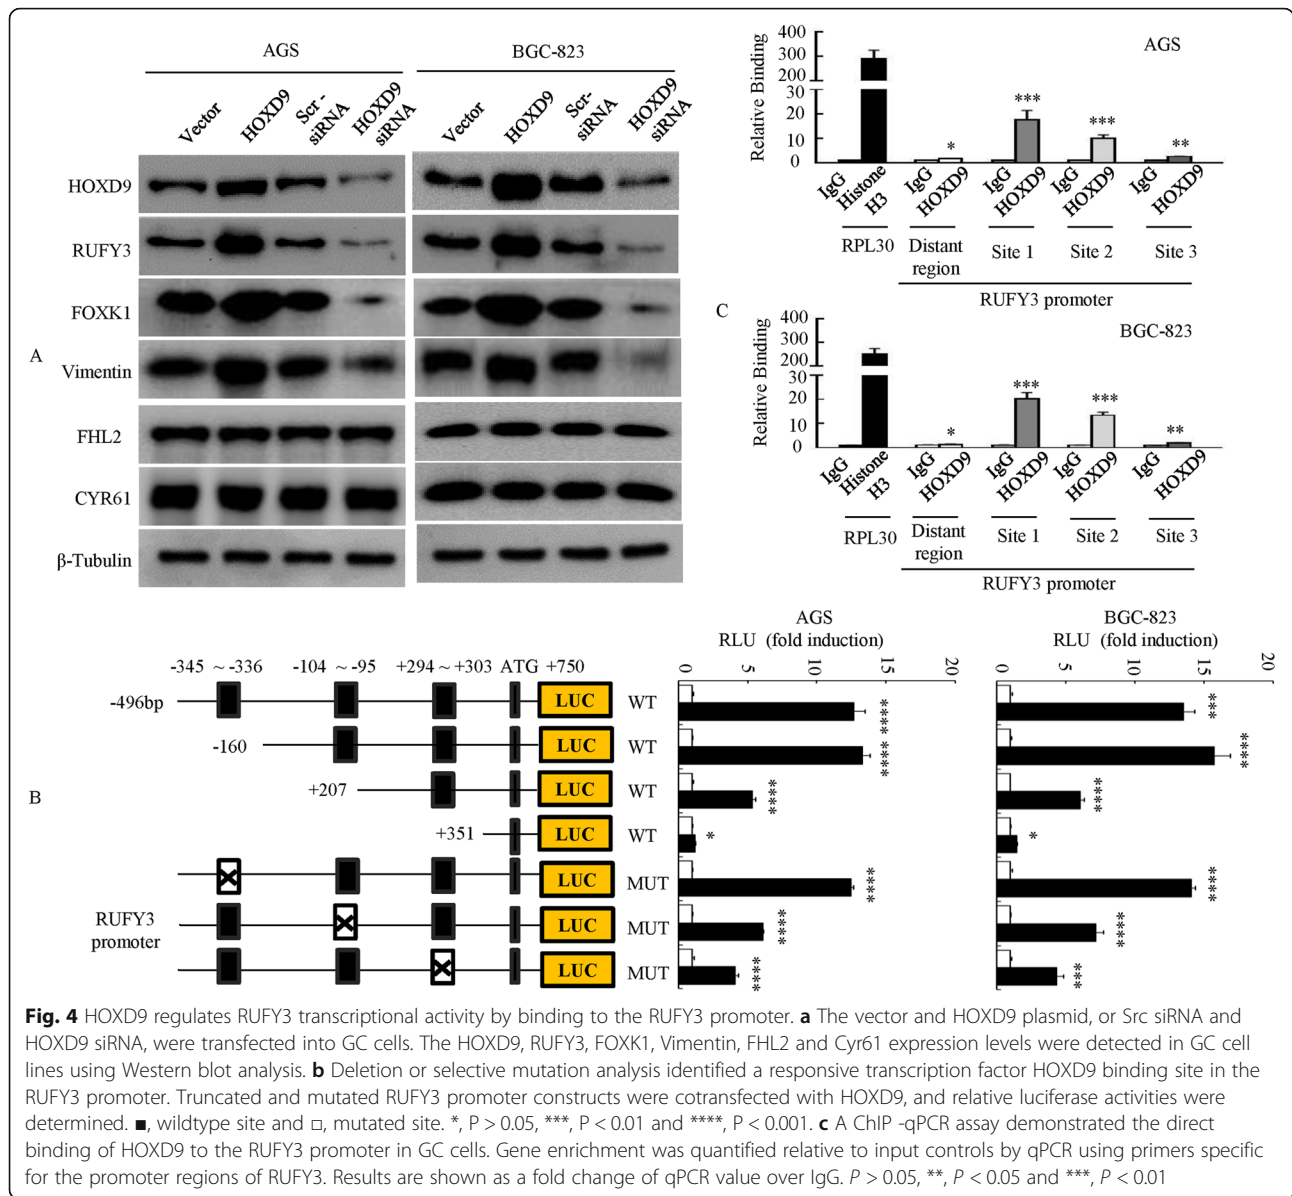 AGS
BGC-823
Vector
HOXD9
Scr-
siRNA
HOXD9
siRNA
Vector
HOXD9
Scr-
siRNA
HOXD9
siRNA
HOXD9
RUFY3
FOXK1
A
Vimentin
FHL2
CYR61
β-Tubulin
AGS
Relative Binding
400
300
200
20
10
0
***
***
*
**
IgG
Histone
H3
IgG
HOXD9
IgG
HOXD9
IgG
HOXD9
IgG
HOXD9
RPL30
Distant
region
Site 1
Site 2
Site 3
RUFY3 promoter
C
BGC-823
Relative Binding
400
300
200
30
20
10
0
***
***
*
**
IgG
Histone
H3
IgG
HOXD9
IgG
HOXD9
IgG
HOXD9
IgG
HOXD9
RPL30
Distant
region
Site 1
Site 2
Site 3
RUFY3 promoter
B
-345 ~ -336 -104 ~ -95 +294 ~ +303 ATG +750
-496bp LUC WT
-160 LUC WT
+207 LUC WT
+351 LUC WT
LUC MUT
RUFY3
promoter
LUC MUT
LUC MUT
AGS
RLU (fold induction)
0 5 10 15 20
****
****
****
*
****
****
****
BGC-823
RLU (fold induction)
0 5 10 15 20
***
****
****
*
****
****
***
Fig. 4 HOXD9 regulates RUFY3 transcriptional activity by binding to the RUFY3 promoter. a The vector and HOXD9 plasmid, or Src siRNA and
HOXD9 siRNA, were transfected into GC cells. The HOXD9, RUFY3, FOXK1, Vimentin, FHL2 and Cyr61 expression levels were detected in GC cell
lines using Western blot analysis. b Deletion or selective mutation analysis identified a responsive transcription factor HOXD9 binding site in the
RUFY3 promoter. Truncated and mutated RUFY3 promoter constructs were cotransfected with HOXD9, and relative luciferase activities were
determined. ■, wildtype site and □, mutated site. *, P > 0.05, ***, P < 0.01 and ****, P < 0.001. c A ChIP -qPCR assay demonstrated the direct
binding of HOXD9 to the RUFY3 promoter in GC cells. Gene enrichment was quantified relative to input controls by qPCR using primers specific
for the promoter regions of RUFY3. Results are shown as a fold change of qPCR value over IgG. P > 0.05, **, P < 0.05 and ***, P < 0.01